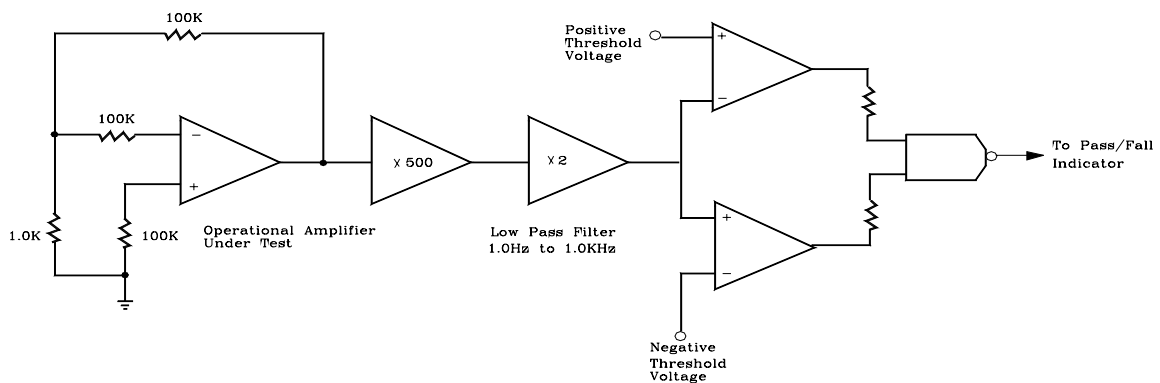 100K
Positive
Threshold
Voltage
+
−
100K
−
+
X 500
X 2
To Pass/Fall
Indicator
1.0K
100K
Operational Amplifier
Under Test
Low Pass Filter
1.0Hz to 1.0KHz
+
−
Negative
Threshold
Voltage